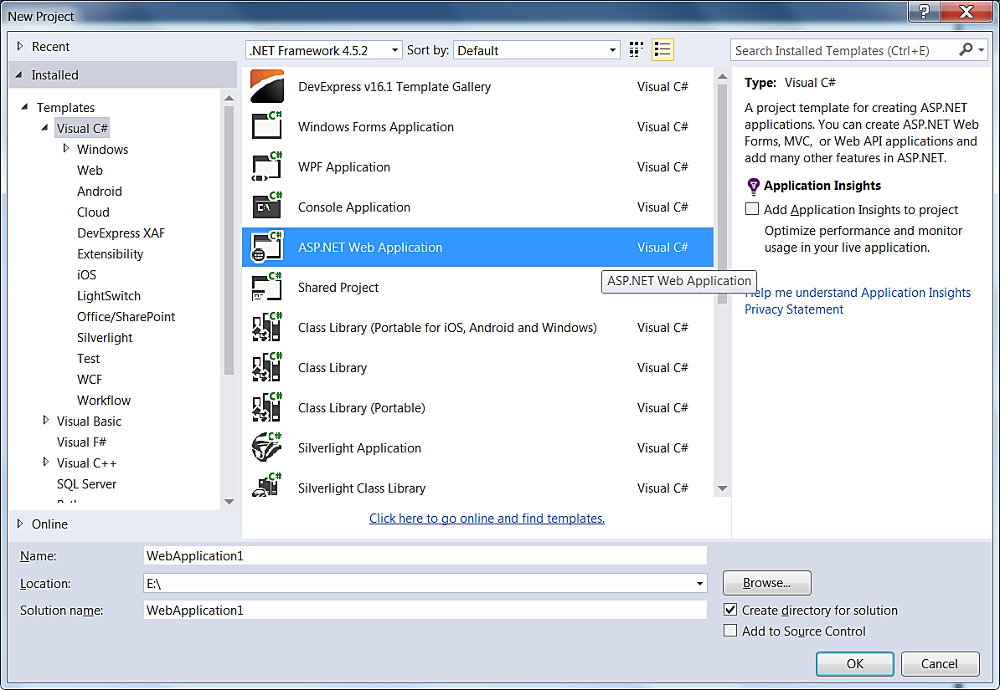 New Project
?
Recent
.NET Framework 4.5.2
Sort by:
Default
Search Installed Templates (Ctrl+E)
Installed
Templates
Visual C#
Windows
Web
Android
Cloud
DevExpress XAF
Extensibility
iOS
LightSwitch
Office/SharePoint
Silverlight
Test
WCF
Workflow
Visual Basic
Visual F#
Visual C++
SQL Server
Online
DevExpress v16.1 Template Gallery Visual C#
C# Windows Forms Application Visual C#
C# WPF Application Visual C#
C# Console Application Visual C#
C# ASP.NET Web Application Visual C#
C# Shared Project
ASP.NET Web Application
C# Class Library (Portable for iOS, Android and Windows) Visual C#
C# Class Library Visual C#
C# Class Library (Portable) Visual C#
C# Silverlight Application Visual C#
C# Silverlight Class Library Visual C#
Click here to go online and find templates.
Type: Visual C#
A project template for creating ASP.NET
applications. You can create ASP.NET Web
Forms, MVC, or Web API applications and
add many other features in ASP.NET.
Application Insights
Add Application Insights to project
Optimize performance and monitor
usage in your live application.
Help me understand Application Insights
Privacy Statement
Name:
WebApplication1
Location:
E:\
Browse...
Solution name:
WebApplication1
Create directory for solution
Add to Source Control
OK
Cancel